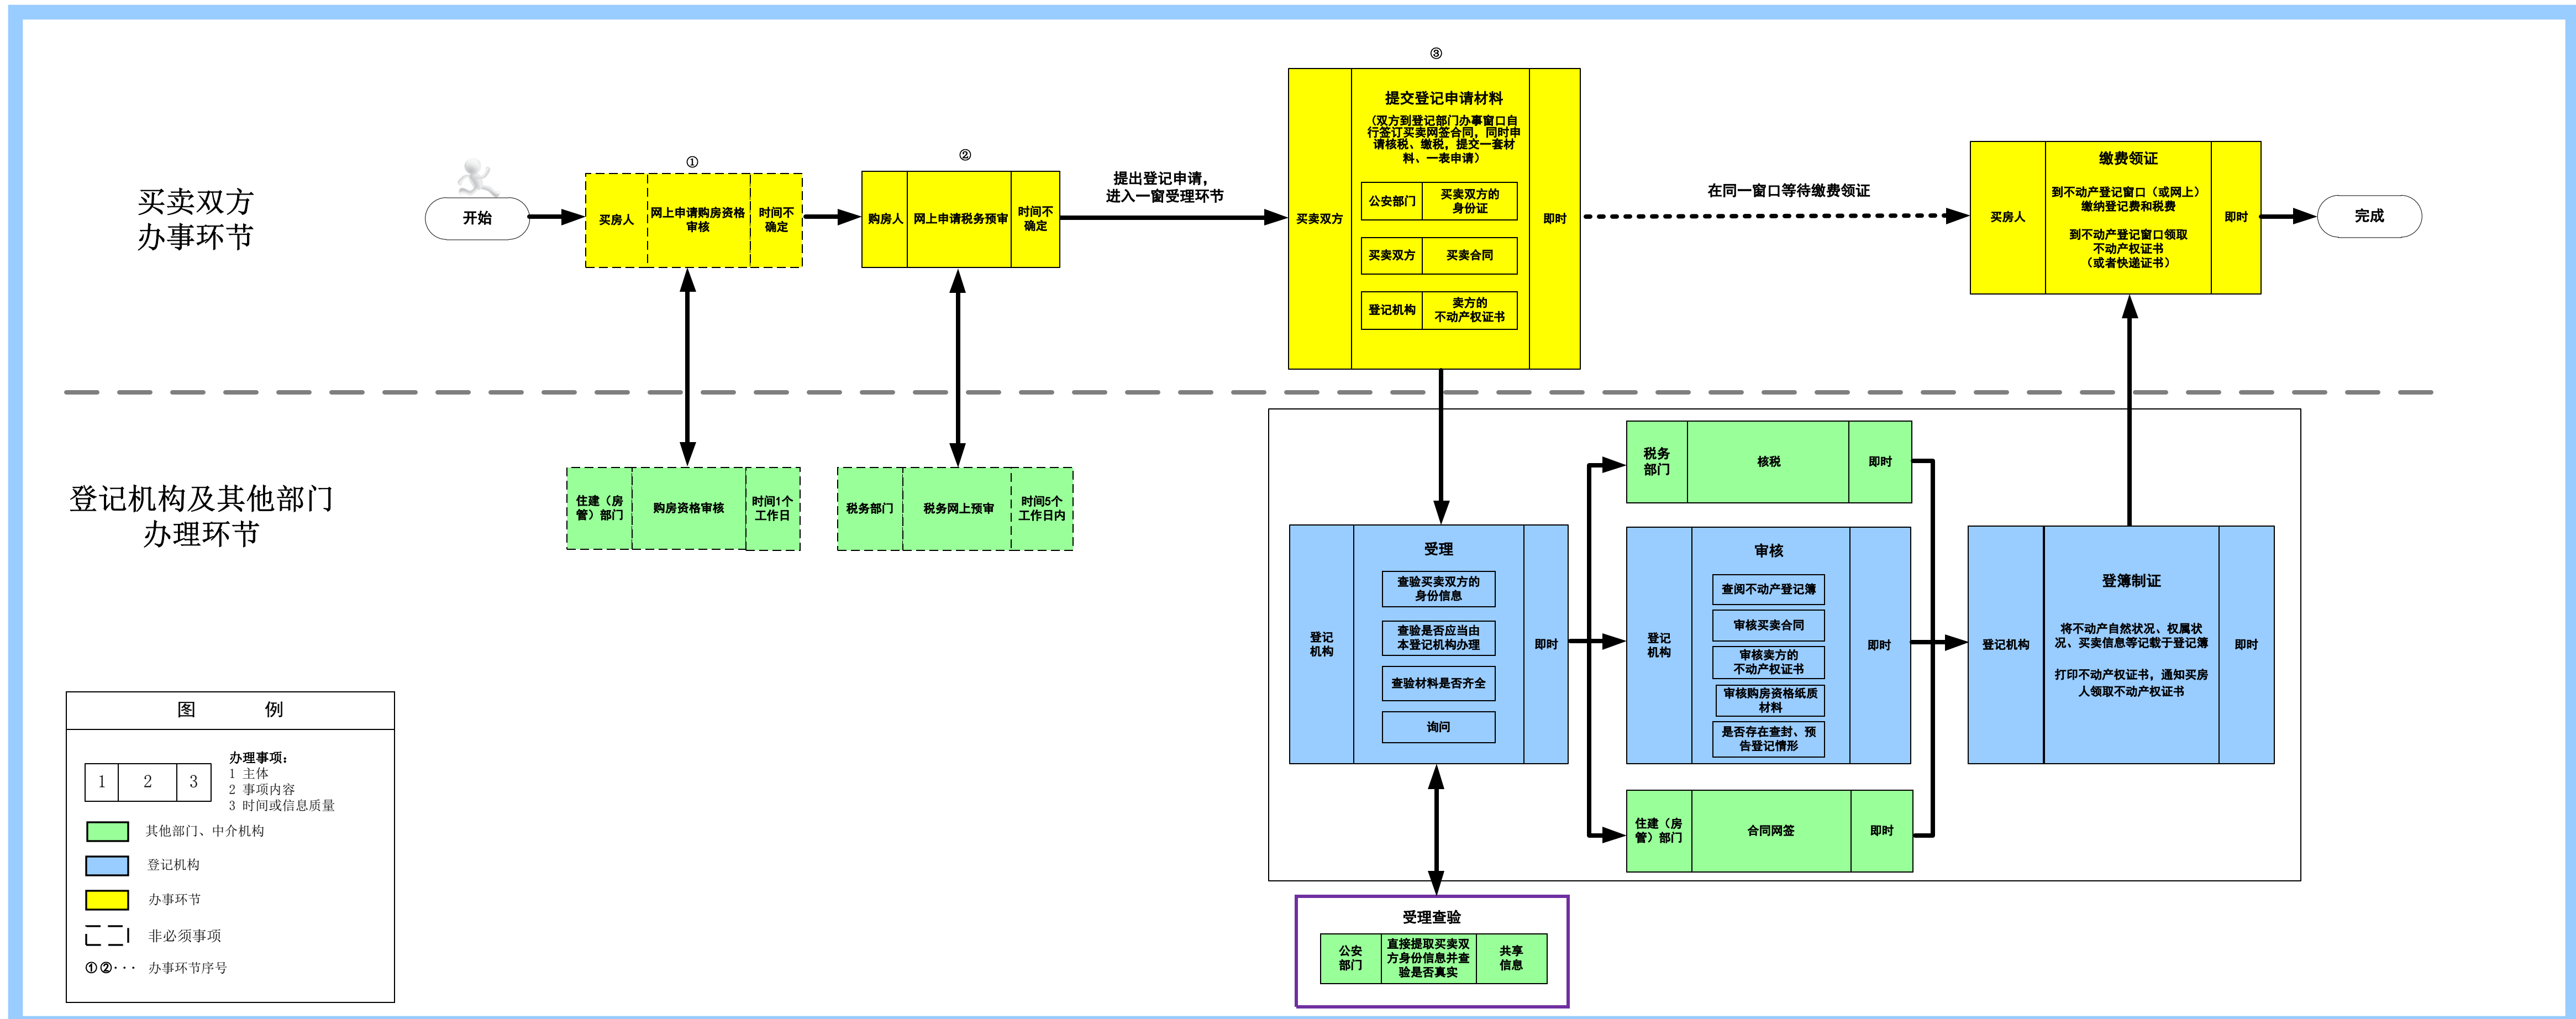 买卖双方
办事环节
开始
①
买房人
网上申请购房资格
审核
时间不
确定
②
购房人
网上申请税务预审
时间不
确定
提出登记申请，
进入一窗受理环节
③
买卖双方
提交登记申请材料
（双方到登记部门办事窗口自
行签订买卖网签合同，同时申
请核税、缴税，提交一套材
料、一表申请）
公安部门
买卖双方的
身份证
买卖双方
买卖合同
登记机构
卖方的
不动产权证书
即时
在同一窗口等待缴费领证
买房人
缴费领证
到不动产登记窗口（或网上）
缴纳登记费和税费
到不动产登记窗口领取
不动产权证书
（或者快递证书）
即时
完成
登记机构及其他部门
办理环节
住建（房
管）部门
购房资格审核
时间1个
工作日
税务部门
税务网上预审
时间5个
工作日内
登记
机构
受理
查验买卖双方的
身份信息
查验是否应当由
本登记机构办理
查验材料是否齐全
询问
即时
税务
部门
核税
即时
登记
机构
审核
查阅不动产登记簿
审核买卖合同
审核卖方的
不动产权证书
审核购房资格纸质
材料
是否存在查封、预
告登记情形
即时
住建（房
管）部门
合同网签
即时
登记机构
登簿制证
将不动产自然状况、权属状
况、买卖信息等记载于登记簿
打印不动产权证书，通知买房
人领取不动产权证书
即时
受理查验
公安
部门
直接提取买卖双
方身份信息并查
验是否真实
共享
信息
图 例
1 2 3
办理事项：
1 主体
2 事项内容
3 时间或信息质量
其他部门、中介机构
登记机构
办事环节
非必须事项
①②··· 办事环节序号